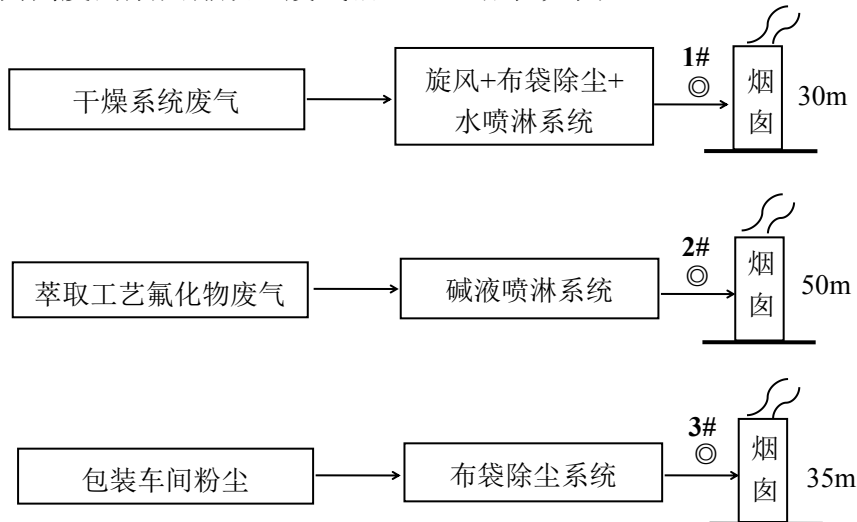 干燥系统废气
旋风+布袋除尘+
水喷淋系统
1#
◎
烟
囱
30m
萃取工艺氟化物废气
碱液喷淋系统
2#
◎
烟
囱
50m
包装车间粉尘
布袋除尘系统
3#
◎
烟
囱
35m